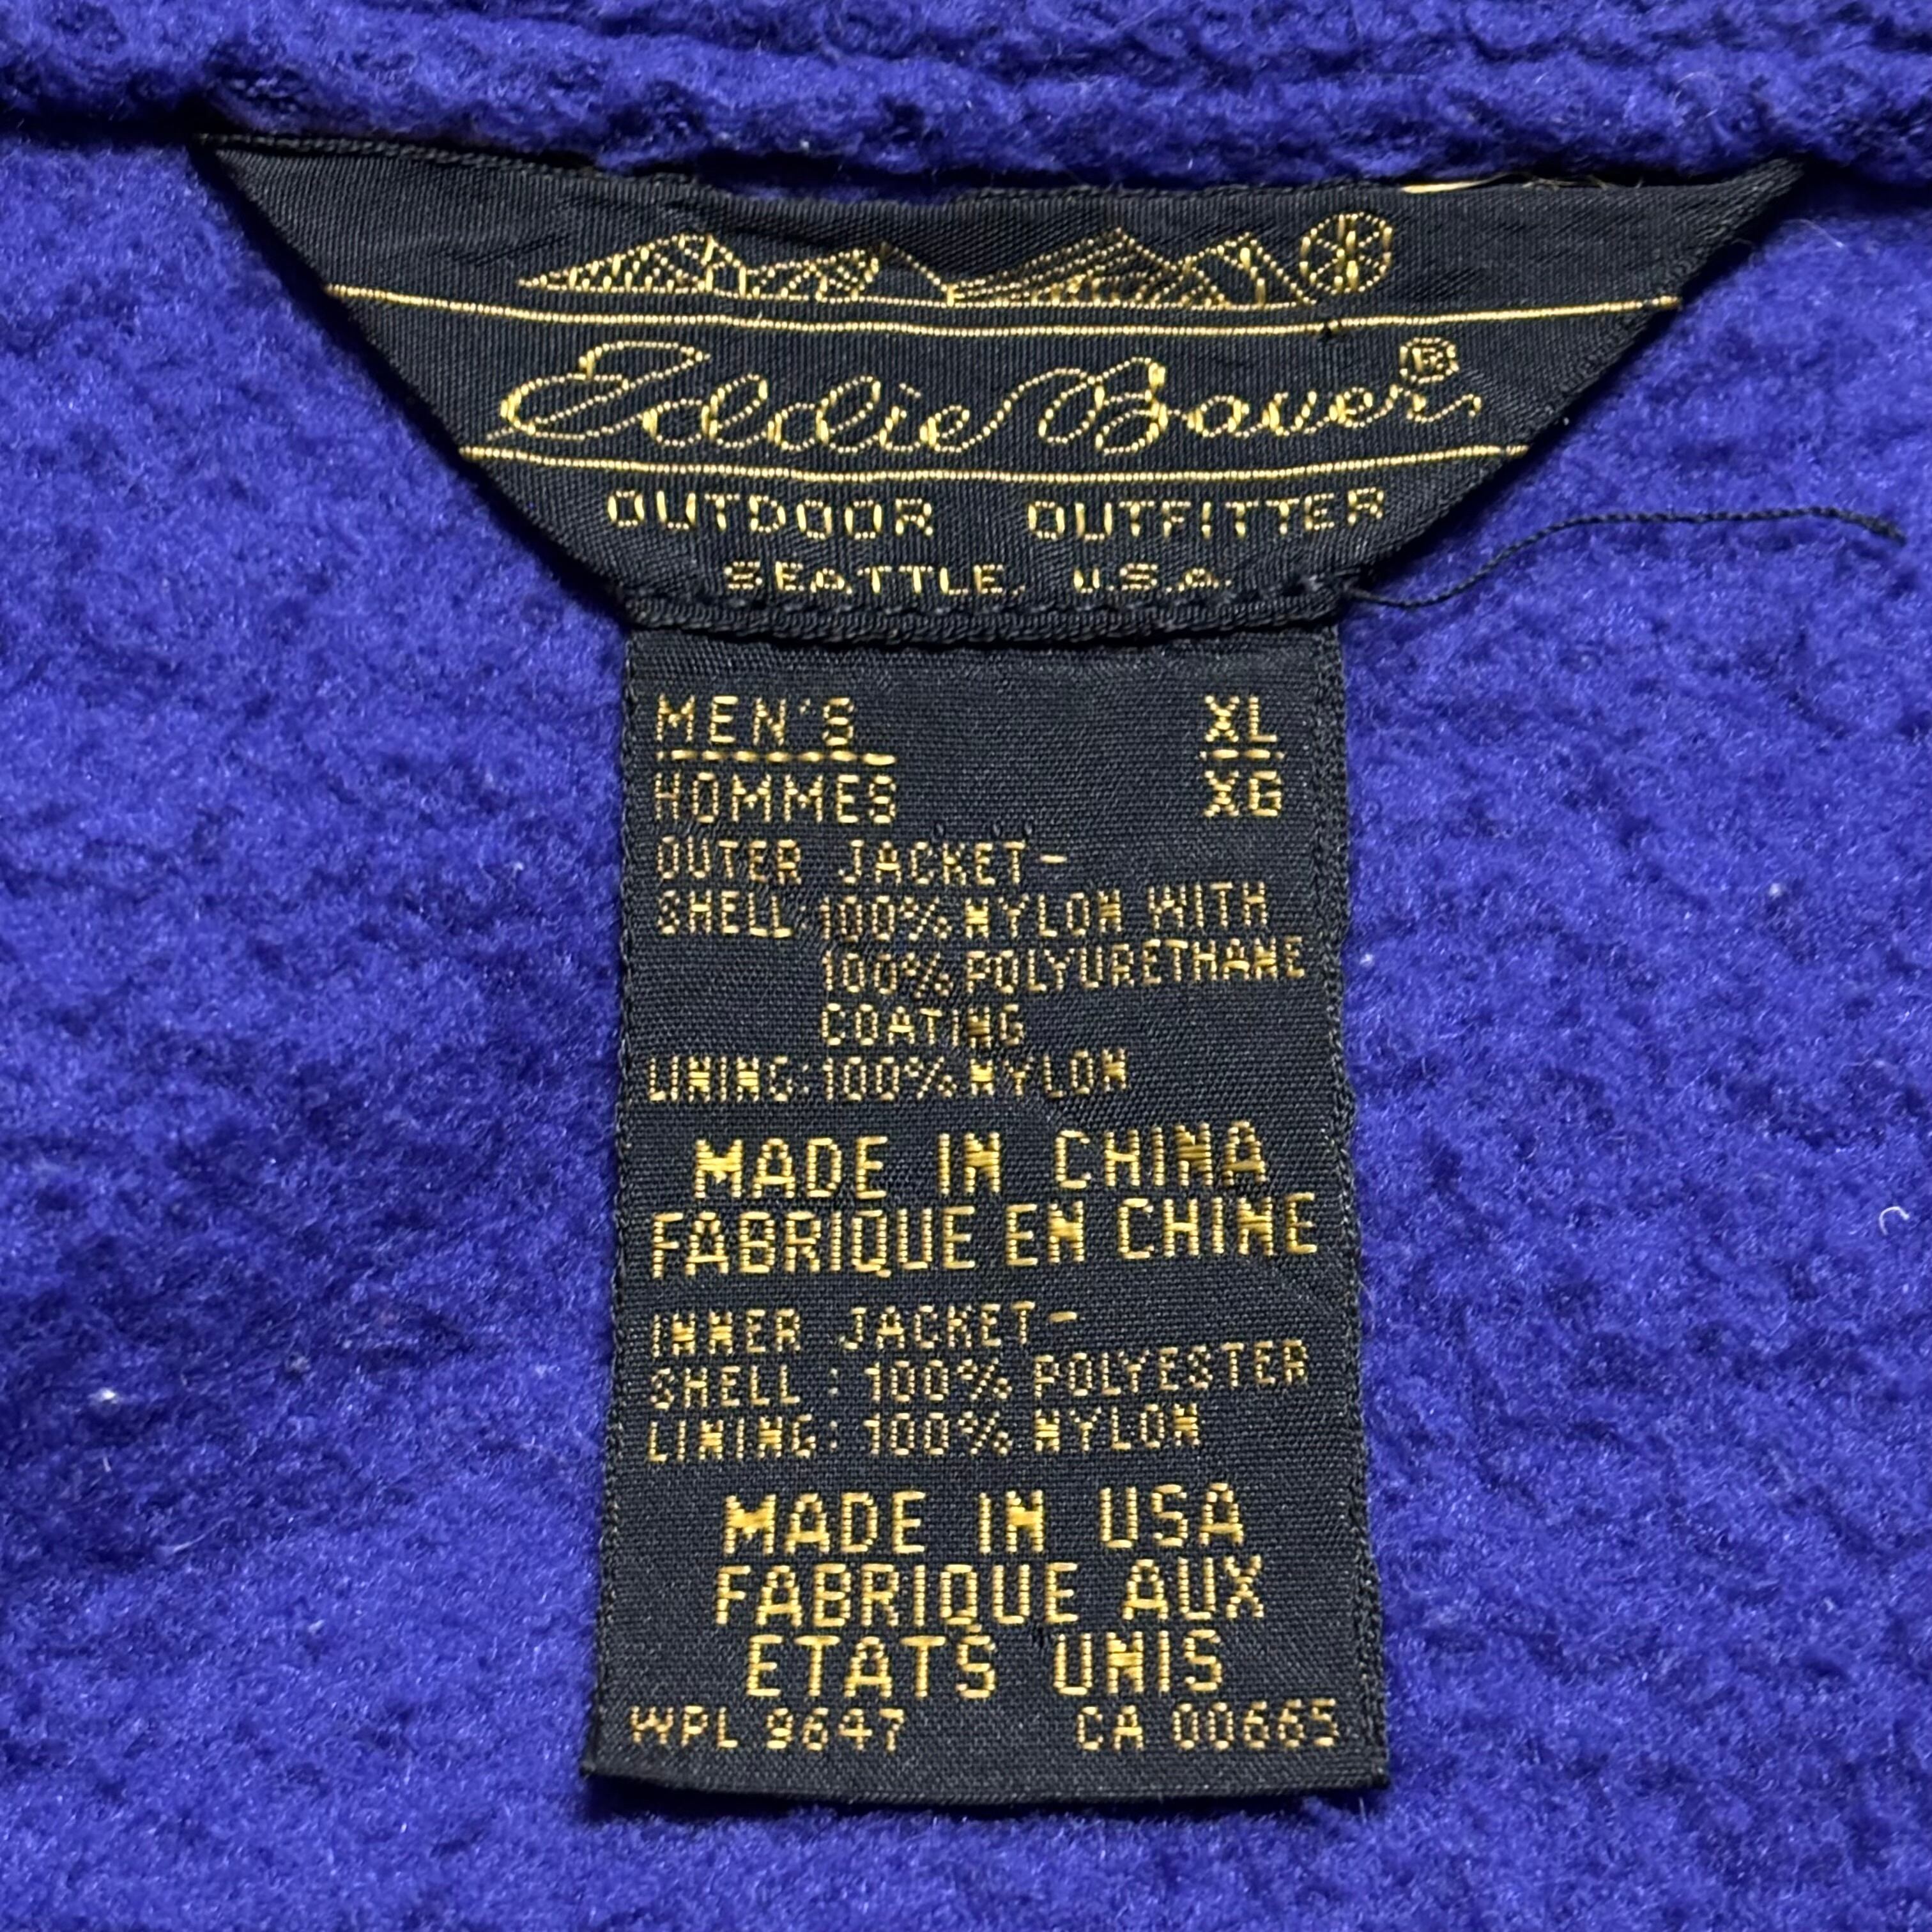 Eddie Bauer®
OUTDOOR OUTFITTER
SEATTLE, U.S.A.
MEN'S XL
HOMMES XG
OUTER JACKET-
SHELL:100% NYLON WITH
100% POLYURETHANE
COATING
LINING:100% NYLON
MADE IN CHINA
FABRIQUE EN CHINE
INNER JACKET-
SHELL : 100% POLYESTER
LINING: 100% NYLON
MADE IN USA
FABRIQUE AUX
ETATS UNIS
WPL 9647 CA 00665